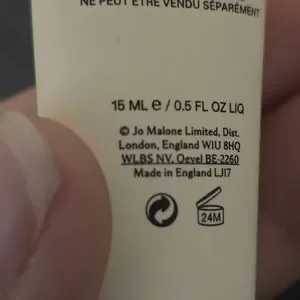 NE PEUT ÊTRE VENDU SÉPARÉMENT
15 ML e / 0.5 FL OZ LIQ
© Jo Malone Limited, Dist.
London, England W1U 8HQ
WLBS NV, Oevel BE-2260
Made in England LJ17
24M